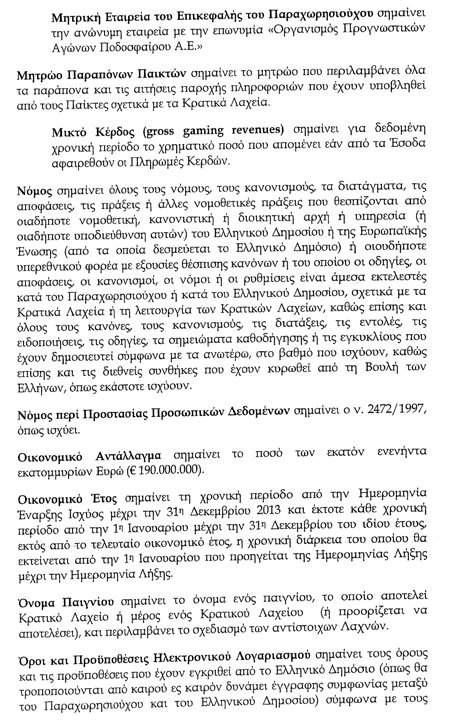 Μητρική Εταιρεία του Επικεφαλής του Παραχωρησιούχου σημαίνει
την ανώνυμη εταιρεία με την επωνυμία «Οργανισμός Προγνωστικών
Αγώνων Ποδοσφαίρου Α.Ε.»
Μητρώο Παραπόνων Παικτών σημαίνει το μητρώο που περιλαμβάνει όλα
τα παράπονα και τις αιτήσεις παροχής πληροφοριών που έχουν υποβληθεί
από τους Παίκτες σχετικά με τα Κρατικά Λαχεία.
Μικτό Κέρδος (gross gaming revenues) σημαίνει για δεδομένη
χρονική περίοδο το χρηματικό ποσό που απομένει εάν από τα Έσοδα
αφαιρεθούν οι Πληρωμές Κερδών.
Νόμος σημαίνει όλους τους νόμους, τους κανονισμούς, τα διατάγματα, τις
αποφάσεις, τις πράξεις ή άλλες νομοθετικές πράξεις που θεσπίζονται από
οιαδήποτε νομοθετική, κανονιστική ή διοικητική αρχή ή υπηρεσία (ή
οιαδήποτε υποδιεύθυνση αυτών) του Ελληνικού Δημοσίου ή της Ευρωπαϊκής
Ένωσης (από τα οποία δεσμεύεται το Ελληνικό Δημόσιο) ή οιουδήποτε
υπερεθνικού φορέα με εξουσίες θέσπισης κανόνων ή του οποίου οι οδηγίες, οι
αποφάσεις, οι κανονισμοί, οι νόμοι ή οι ρυθμίσεις είναι άμεσα εκτελεστές
κατά του Παραχωρησιούχου ή κατά του Ελληνικού Δημοσίου, σχετικά με τα
Κρατικά Λαχεία ή τη λειτουργία των Κρατικών Λαχείων, καθώς επίσης και
όλους τους κανόνες, τους κανονισμούς, τις διατάξεις, τις εντολές, τις
ειδοποιήσεις, τις οδηγίες, τα σημειώματα καθοδήγησης ή τις εγκυκλίους που
έχουν δημοσιευτεί σύμφωνα με τα ανωτέρω, στο βαθμό που ισχύουν, καθώς
επίσης και τις διεθνείς συνθήκες που έχουν κυρωθεί από τη Βουλή των
Ελλήνων, όπως εκάστοτε ισχύουν.
Νόμος περί Προστασίας Προσωπικών Δεδομένων σημαίνει ο ν. 2472/1997,
όπως ισχύει.
Οικονομικό Αντάλλαγμα σημαίνει το ποσό των εκατόν ενενήντα
εκατομμυρίων Ευρώ (€ 190.000.000).
Οικονομικό Έτος σημαίνει τη χρονική περίοδο από την Ημερομηνία
Έναρξης Ισχύος μέχρι την 31η Δεκεμβρίου 2013 και έκτοτε κάθε χρονική
περίοδο από την 1η Ιανουαρίου μέχρι την 31η Δεκεμβρίου του ιδίου έτους,
εκτός από το τελευταίο οικονομικό έτος, η χρονική διάρκεια του οποίου θα
εκτείνεται από την 1η Ιανουαρίου που προηγείται της Ημερομηνίας Λήξης
μέχρι την Ημερομηνία Λήξης.
Όνομα Παιγνίου σημαίνει το όνομα ενός παιγνίου, το οποίο αποτελεί
Κρατικό Λαχείο ή μέρος ενός Κρατικού Λαχείου (ή προορίζεται να
αποτελέσει), και περιλαμβάνει το σχεδιασμό των αντίστοιχων Λαχνών.
Όροι και Προϋποθέσεις Ηλεκτρονικού Λογαριασμού σημαίνει τους όρους
και τις προϋποθέσεις που έχουν εγκριθεί από το Ελληνικό Δημόσιο (όπως θα
τροποποιούνται από καιρού ες καιρόν δυνάμει έγγραφης συμφωνίας μεταξύ
του Παραχωρησιούχου και του Ελληνικού Δημοσίου) σύμφωνα με τους